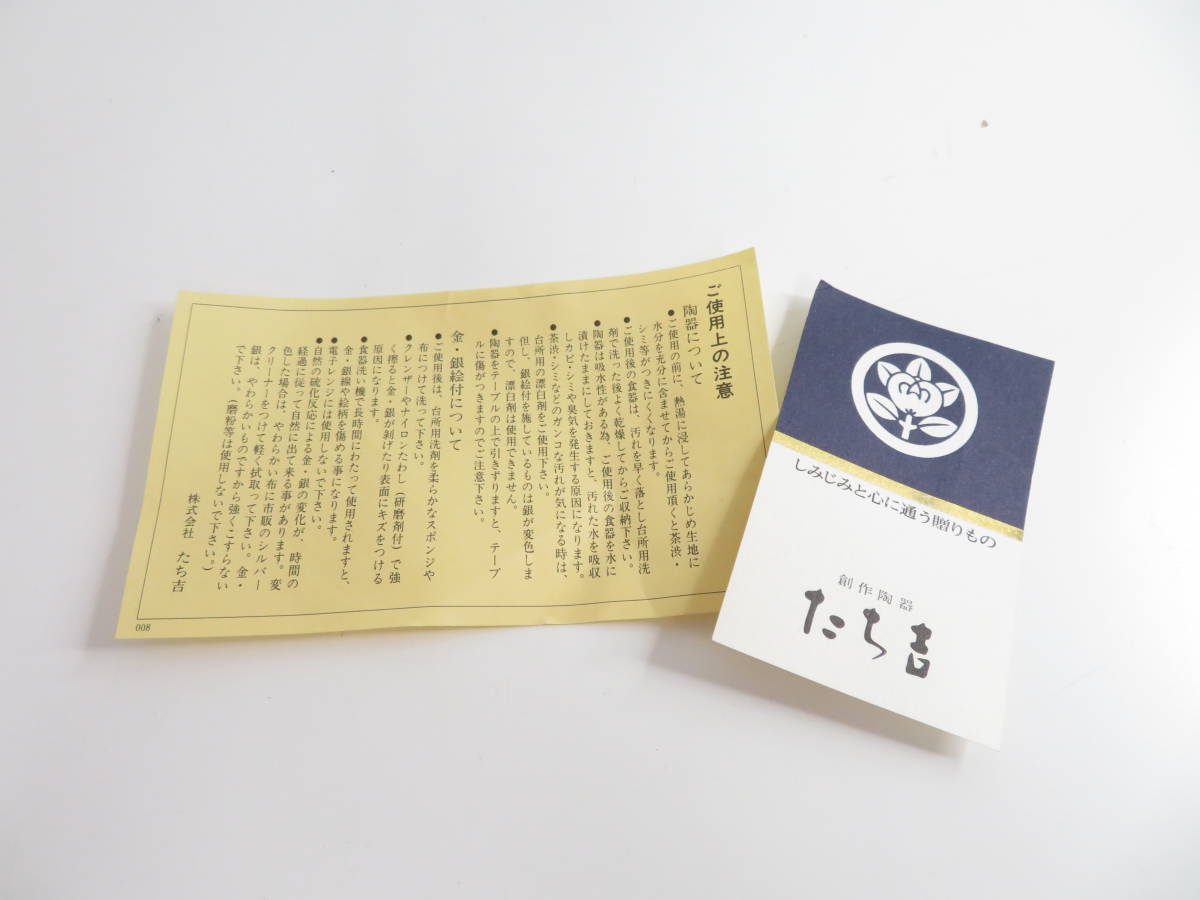 ご使用上の注意
陶器について
●ご使用の前に、熱湯に浸してあらかじめ生地に
水分を充分に含ませてからご使用頂くと茶渋・
シミ等がつきにくくなります。
●ご使用後の食器は、汚れを早く落とし台所用洗
剤で洗った後よく乾燥してからご収納下さい。
●陶器は吸水性がある為、ご使用後の食器を水に
漬けたままにしておきますと、汚れた水を吸収
しカビ・シミや臭気を発生する原因になります。
●茶渋・シミなどのガンコな汚れが気になる時は、
台所用の漂白剤をご使用下さい。
但し、銀絵付を施しているものは銀が変色しま
すので、漂白剤は使用できません。
●陶器をテーブルの上で引きずりますと、テーブ
ルに傷がつきますのでご注意下さい。
金・銀絵付について
●ご使用後は、台所用洗剤を柔らかなスポンジや
布につけて洗って下さい。
●クレンザーやナイロンたわし（研磨剤付）で強
く擦ると金・銀が剥げたり表面にキズをつける
原因になります。
●食器洗い機で長時間にわたって使用されますと、
金・銀線や絵柄を傷める事になります。
●電子レンジには使用しないで下さい。
●自然の硫化反応による金・銀の変化が、時間の
経過に従って自然に出て来る事があります。変
色した場合は、やわらかい布に市販のシルバー
クリーナーをつけて軽く拭取って下さい。金・
銀は、やわらかいものですから強くこすらない
で下さい。（磨粉等は使用しないで下さい。）
株式会社 たち吉
008
しみじみと心に通う贈りもの
創作陶器
たち吉